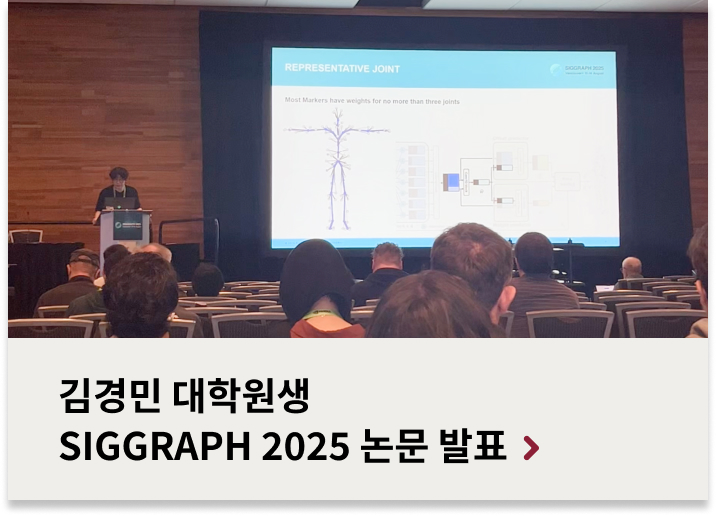 REPRESENTATIVE JOINT
SIGGRAPH 2025
Most Markers have weights for no more than three joints
김경민 대학원생
SIGGRAPH 2025 논문 발표